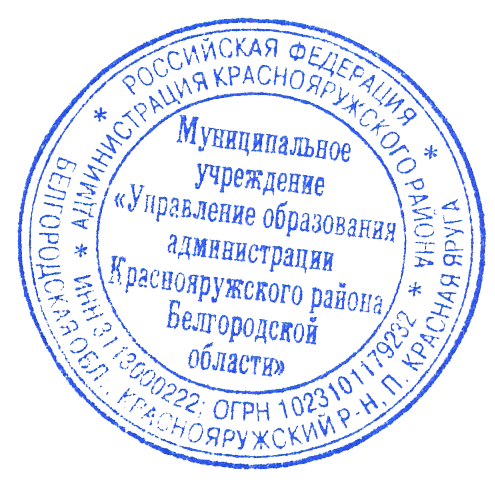 * РОССИЙСКАЯ ФЕДЕРАЦИЯ *
БЕЛГОРОДСКАЯ ОБЛ., КРАСНОЯРУЖСКИЙ Р-Н, П. КРАСНАЯ ЯРУГА
* АДМИНИСТРАЦИЯ КРАСНОЯРУЖСКОГО РАЙОНА *
ИНН 3113000222; ОГРН 1023101179232
Муниципальное
учреждение
«Управление образования
администрации
Краснояружского района
Белгородской
области»